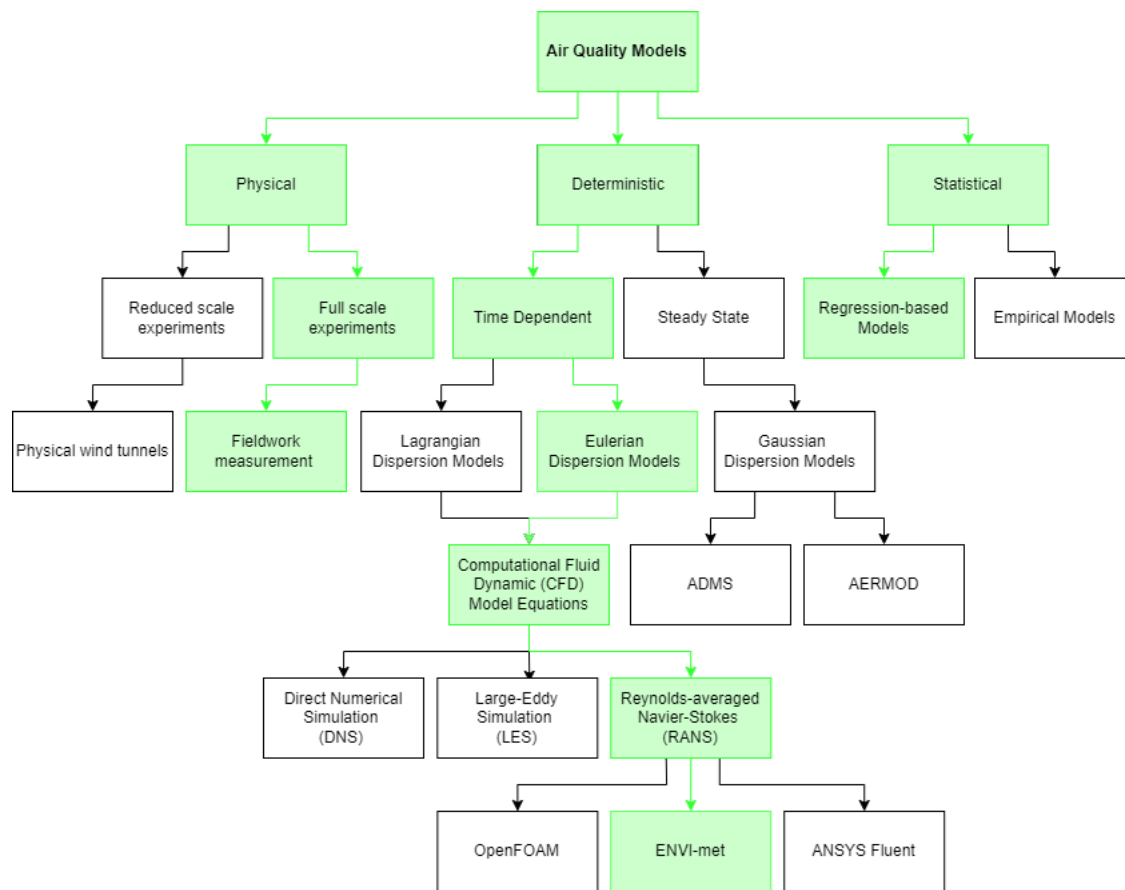 Air Quality Models
Physical
Deterministic
Statistical
Reduced scale
experiments
Full scale
experiments
Time Dependent
Steady State
Regression-based
Models
Empirical Models
Physical wind tunnels
Fieldwork
measurement
Lagrangian
Dispersion Models
Eulerian
Dispersion Models
Gaussian
Dispersion Models
Computational Fluid
Dynamic (CFD)
Model Equations
ADMS
AERMOD
Direct Numerical
Simulation
(DNS)
Large-Eddy
Simulation
(LES)
Reynolds-averaged
Navier-Stokes
(RANS)
OpenFOAM
ENVI-met
ANSYS Fluent